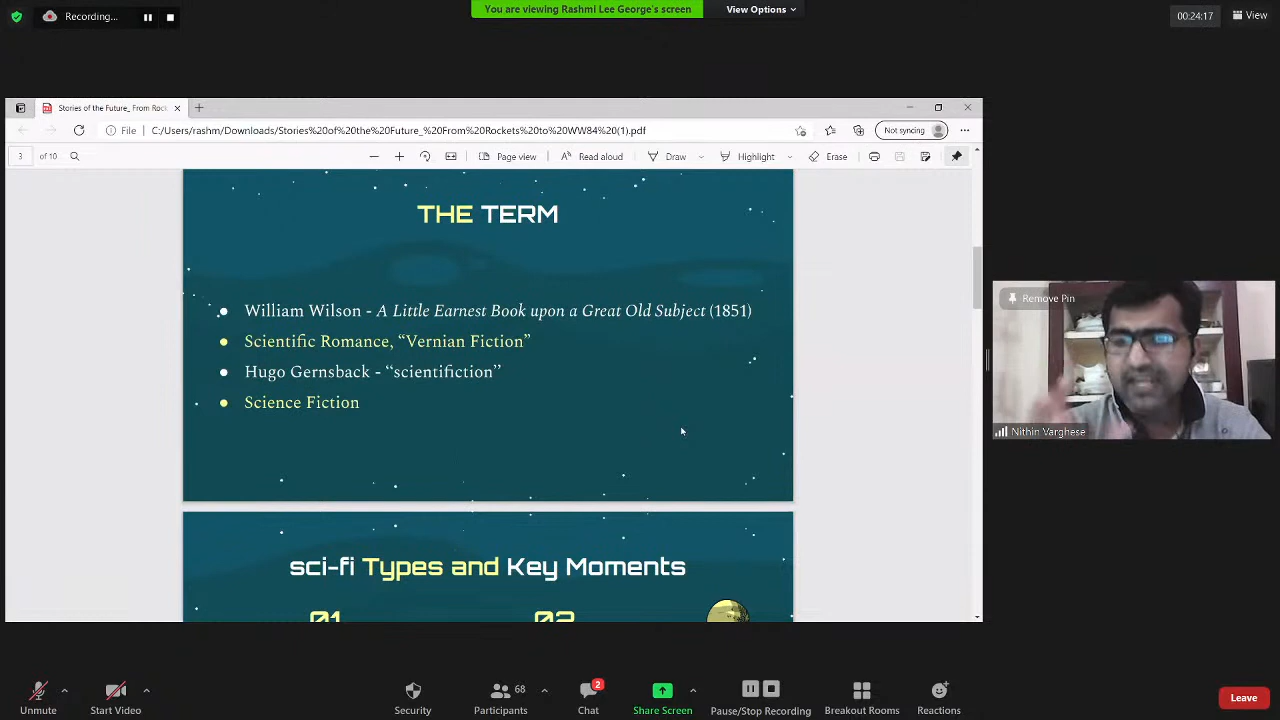 Recording...
You are viewing Rashmi Lee George's screen
View Options
00:24:17
View
Stories of the Future_ From Rock
File
C:/Users/rashm/Downloads/Stories%20of%20the%20Future_%20From%20Rockets%20to%20WW84%20(1).pdf
Not syncing
3 of 10
Page view
Read aloud
Draw
Highlight
Erase
THE TERM
William Wilson - A Little Earnest Book upon a Great Old Subject (1851)
Scientific Romance, “Vernian Fiction”
Hugo Gernsback - “scientifiction”
Science Fiction
sci-fi Types and Key Moments
01 02
Remove Pin
Nithin Varghese
Unmute
Start Video
Security
Participants 68
Chat 2
Share Screen
Pause/Stop Recording
Breakout Rooms
Reactions
Leave